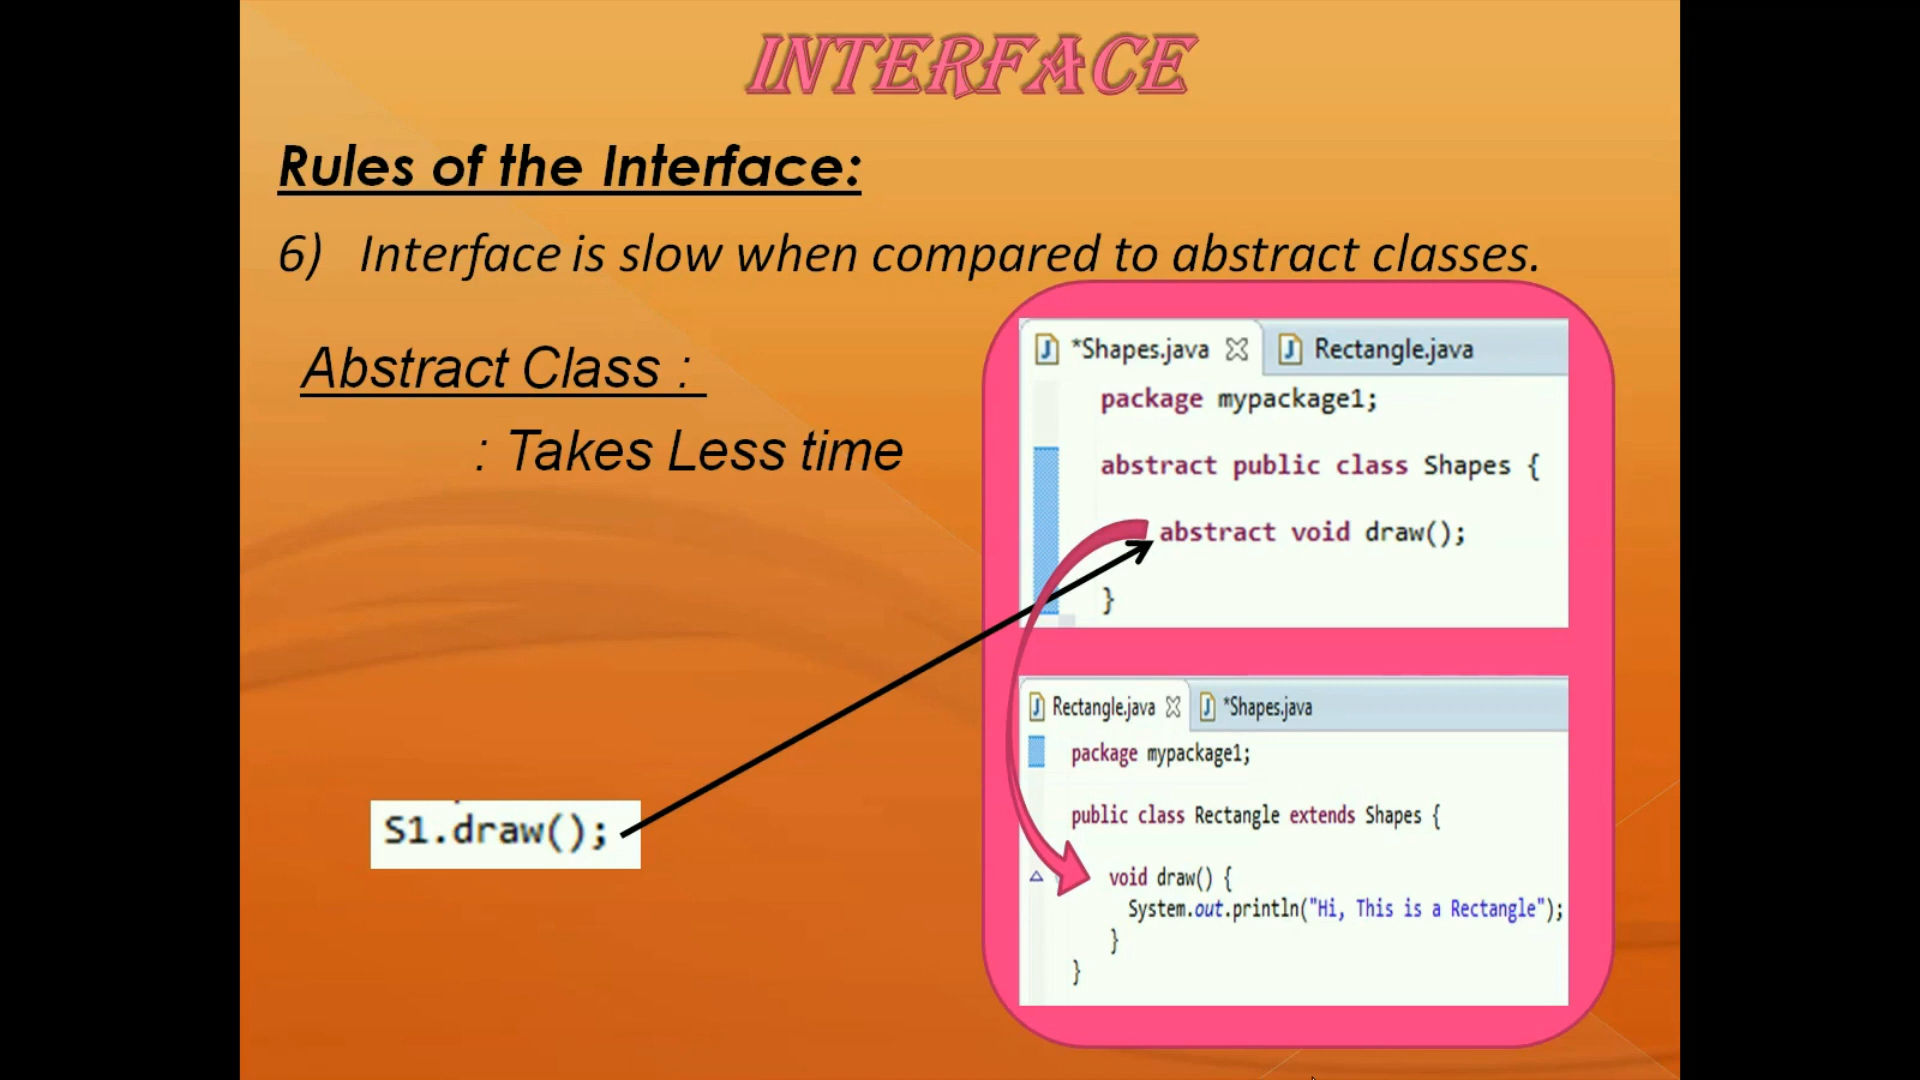 INTERFACE
Rules of the Interface:
6) Interface is slow when compared to abstract classes.
Abstract Class :
: Takes Less time
S1.draw();
*Shapes.java Rectangle.java
package mypackage1;
abstract public class Shapes {
abstract void draw();
}
Rectangle.java *Shapes.java
package mypackage1;
public class Rectangle extends Shapes {
void draw() {
System.out.println("Hi, This is a Rectangle");
}
}